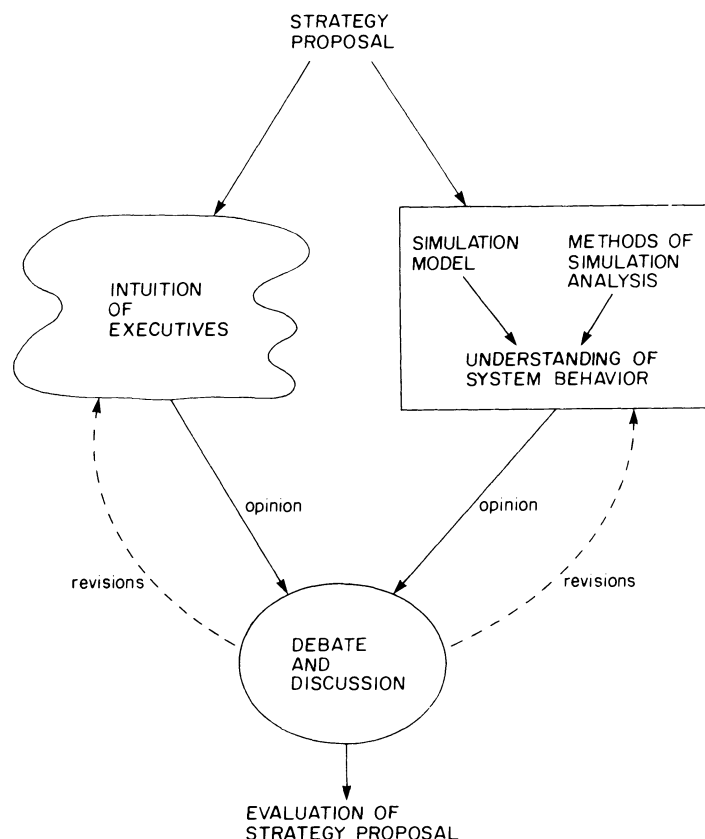 STRATEGY
PROPOSAL
INTUITION
OF
EXECUTIVES
SIMULATION
MODEL
METHODS OF
SIMULATION
ANALYSIS
UNDERSTANDING OF
SYSTEM BEHAVIOR
opinion
opinion
revisions
revisions
DEBATE
AND
DISCUSSION
EVALUATION OF
STRATEGY PROPOSAL